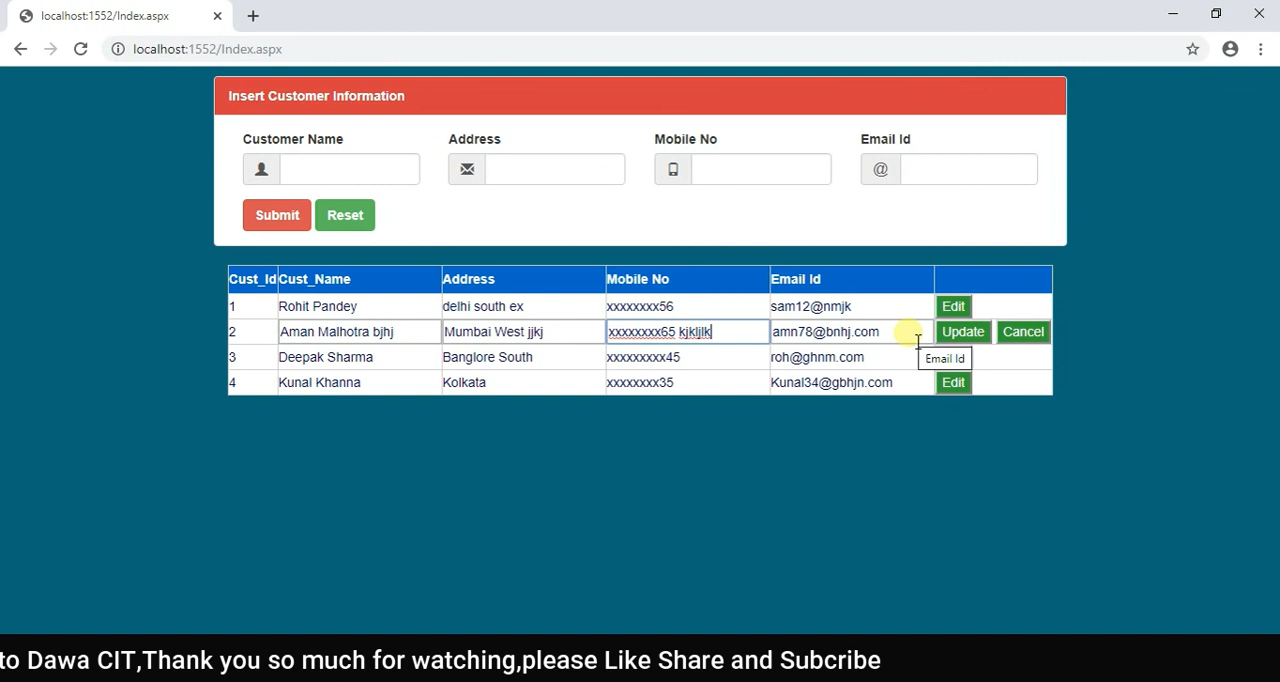 localhost:1552/Index.aspx
localhost:1552/Index.aspx
Insert Customer Information
Customer Name Address Mobile No Email Id
@
Submit Reset
Cust_Id Cust_Name Address Mobile No Email Id
1 Rohit Pandey delhi south ex xxxxxxxx56 sam12@nmjk Edit
2 Aman Malhotra bjhj Mumbai West jjkj xxxxxxxx65 kjkljlk amn78@bnhj.com Update Cancel
3 Deepak Sharma Banglore South xxxxxxxxx45 roh@ghnm.com Email Id
4 Kunal Khanna Kolkata xxxxxxxx35 Kunal34@gbhjn.com Edit
to Dawa CIT,Thank you so much for watching,please Like Share and Subcribe